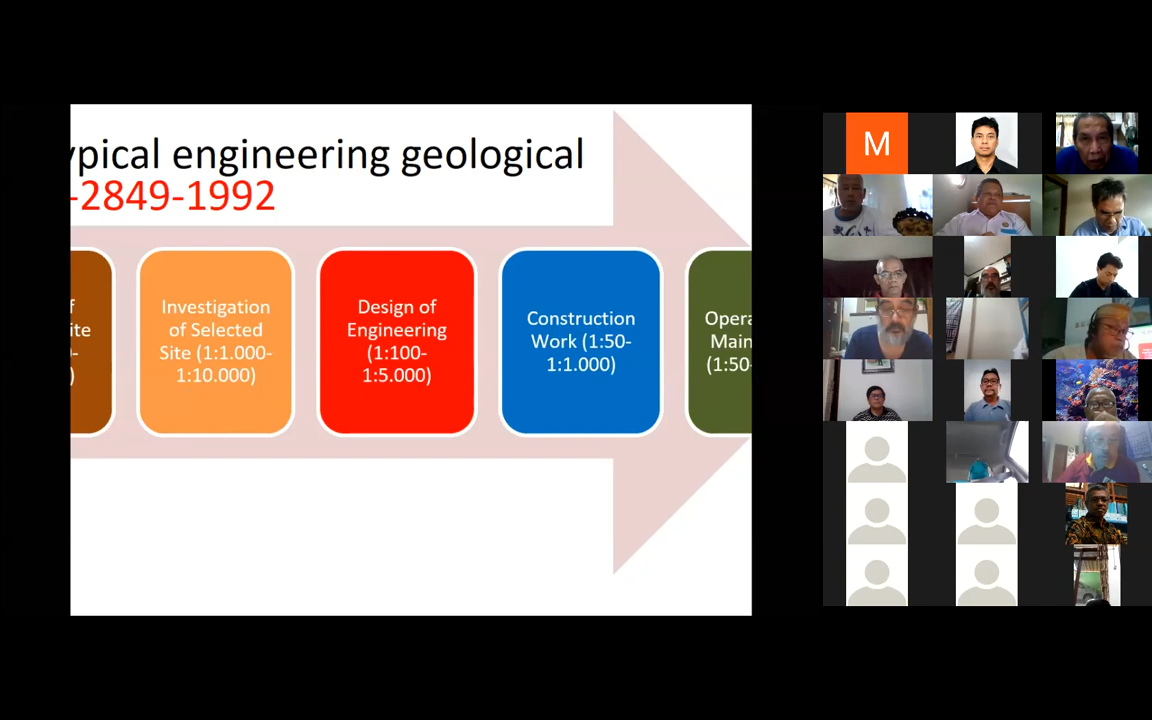 ypical engineering geological
-2849-1992
f
ite
-
)
Investigation
of Selected
Site (1:1.000-
1:10.000)
Design of
Engineering
(1:100-
1:5.000)
Construction
Work (1:50-
1:1.000)
Opera
Main
(1:50-
M